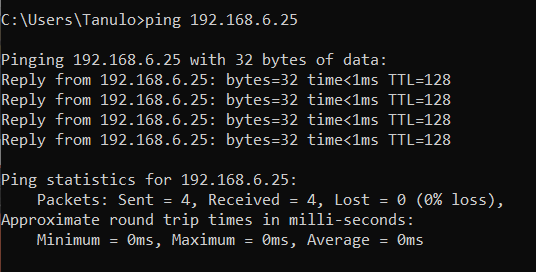 C:\Users\Tanulo>ping 192.168.6.25
Pinging 192.168.6.25 with 32 bytes of data:
Reply from 192.168.6.25: bytes=32 time<1ms TTL=128
Reply from 192.168.6.25: bytes=32 time<1ms TTL=128
Reply from 192.168.6.25: bytes=32 time<1ms TTL=128
Reply from 192.168.6.25: bytes=32 time<1ms TTL=128
Ping statistics for 192.168.6.25:
Packets: Sent = 4, Received = 4, Lost = 0 (0% loss),
Approximate round trip times in milli-seconds:
Minimum = 0ms, Maximum = 0ms, Average = 0ms